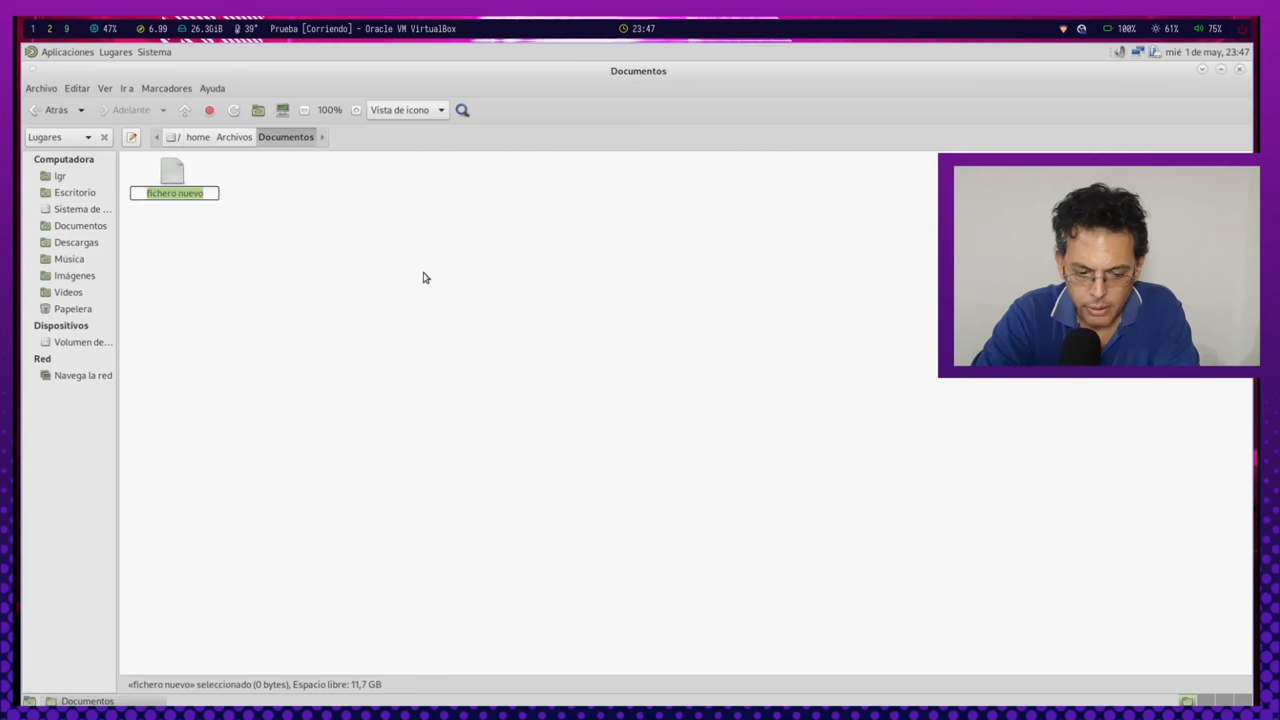 1 2 9 47% 6.99 26.3GiB 39° Prueba [Corriendo] - Oracle VM VirtualBox 23:47 100% 61% 75%
Aplicaciones Lugares Sistema mié 1 de may, 23:47
Documentos
Archivo Editar Ver Ir a Marcadores Ayuda
Atrás Adelante 100% Vista de icono
Lugares / home Archivos Documentos
Computadora
lgr
Escritorio
Sistema de ...
Documentos
Descargas
Música
Imágenes
Videos
Papelera
Dispositivos
Volumen de...
Red
Navega la red
fichero nuevo
«fichero nuevo» seleccionado (0 bytes), Espacio libre: 11,7 GB
Documentos